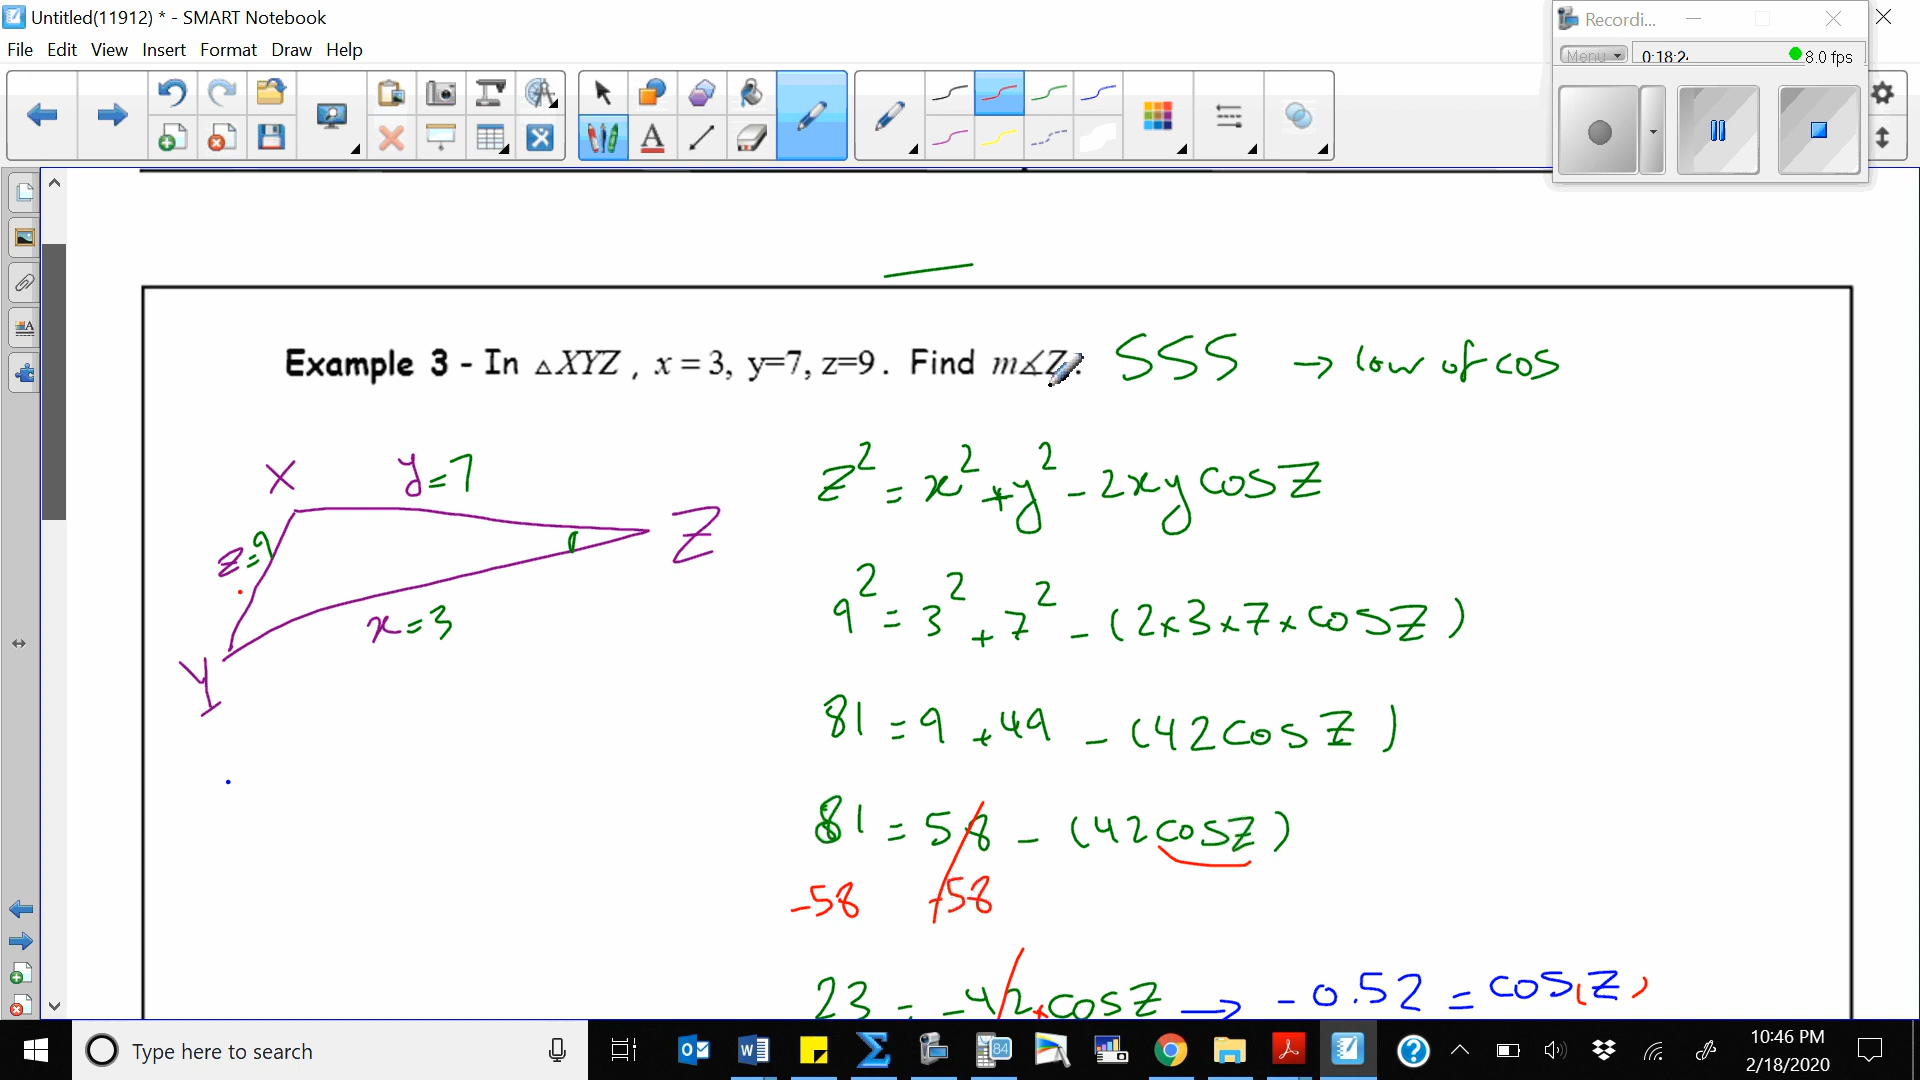 Untitled(11912) * - SMART Notebook
Recordi...
File Edit View Insert Format Draw Help
Menu
0:18:2
8.0 fps
Example 3 - In △XYZ , x = 3, y=7, z=9. Find m∡Z.
SSS → law of cos
X y=7
z=9
Z
x=3
Y
z² = x² + y² - 2xy cos Z
9² = 3² + 7² - (2×3×7×cos Z)
81 = 9 + 49 - (42 cos Z)
81 = 58 - (42 cos Z)
-58 -58
23 = -42 × cos Z → -0.52 = cos(Z)
Type here to search
84
10:46 PM
2/18/2020